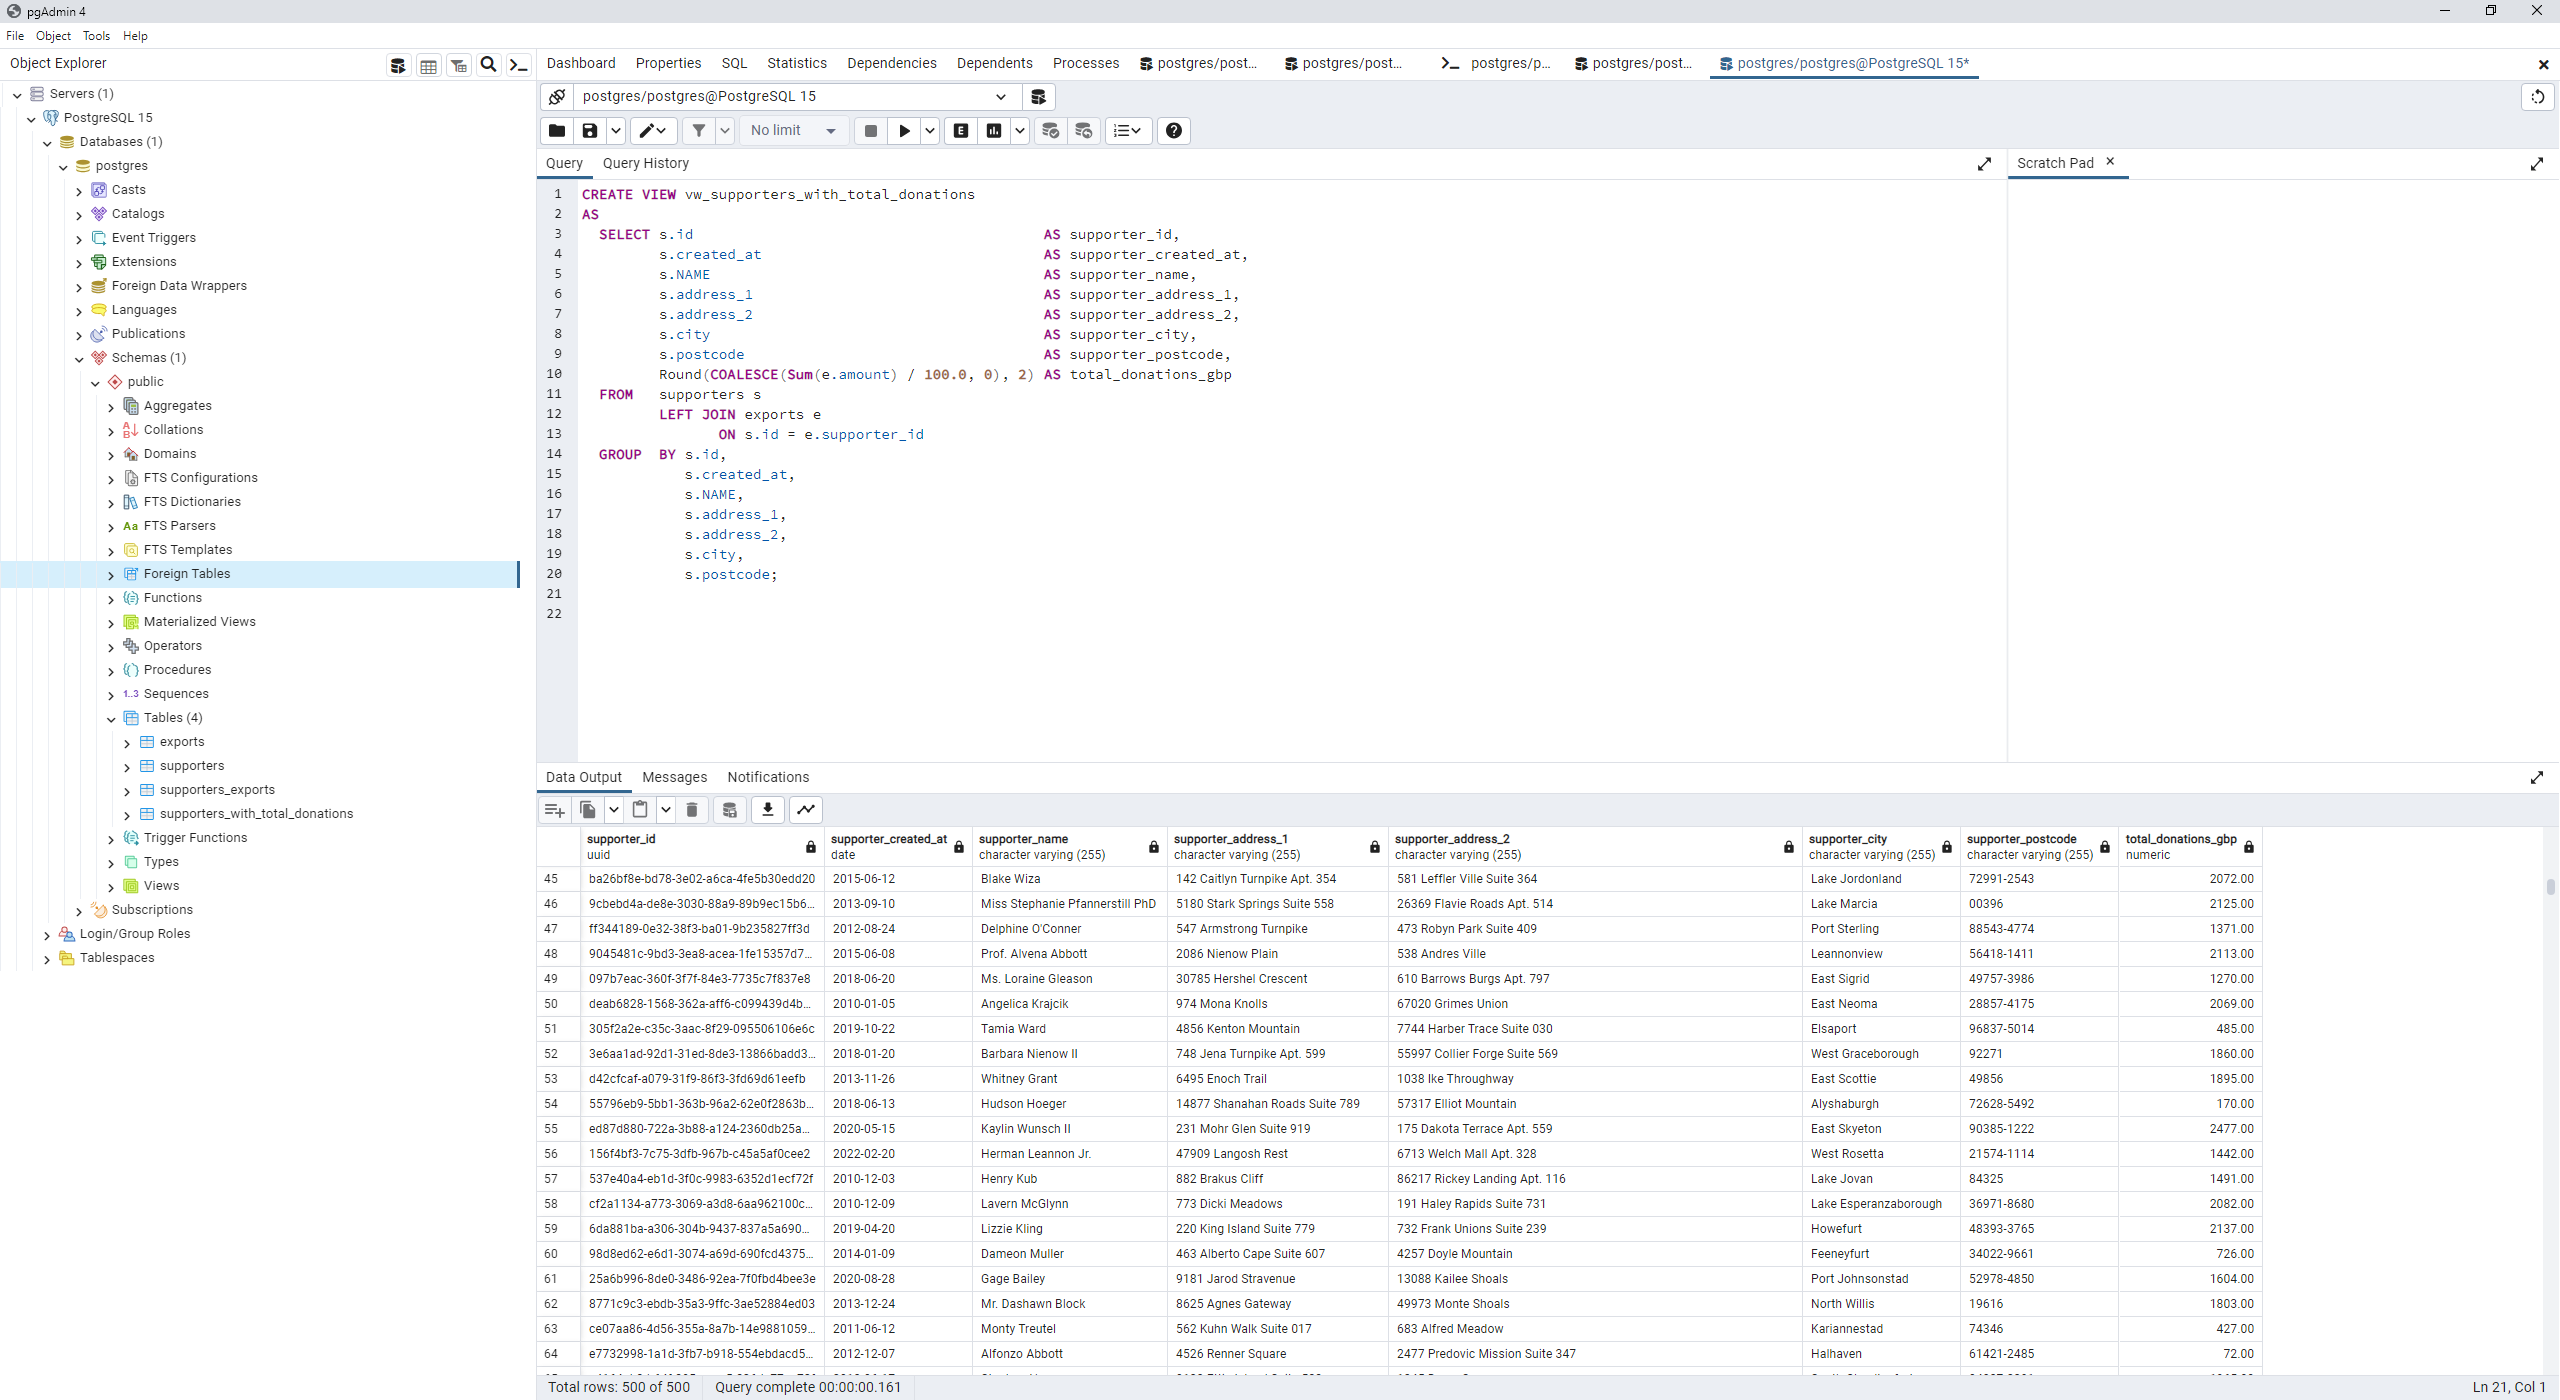 pgAdmin 4
File Object Tools Help
Object Explorer
Dashboard Properties SQL Statistics Dependencies Dependents Processes postgres/post... postgres/post... postgres/p... postgres/post... postgres/postgres@PostgreSQL 15*
Servers (1)
PostgreSQL 15
Databases (1)
postgres
Casts
Catalogs
Event Triggers
Extensions
Foreign Data Wrappers
Languages
Publications
Schemas (1)
public
Aggregates
Collations
Domains
FTS Configurations
FTS Dictionaries
Aa FTS Parsers
FTS Templates
Foreign Tables
Functions
Materialized Views
Operators
Procedures
1..3 Sequences
Tables (4)
exports
supporters
supporters_exports
supporters_with_total_donations
Trigger Functions
Types
Views
Subscriptions
Login/Group Roles
Tablespaces
postgres/postgres@PostgreSQL 15
No limit
E
Query Query History
Scratch Pad
1 CREATE VIEW vw_supporters_with_total_donations
2 AS
3 SELECT s.id AS supporter_id,
4 s.created_at AS supporter_created_at,
5 s.NAME AS supporter_name,
6 s.address_1 AS supporter_address_1,
7 s.address_2 AS supporter_address_2,
8 s.city AS supporter_city,
9 s.postcode AS supporter_postcode,
10 Round(COALESCE(Sum(e.amount) / 100.0, 0), 2) AS total_donations_gbp
11 FROM supporters s
12 LEFT JOIN exports e
13 ON s.id = e.supporter_id
14 GROUP BY s.id,
15 s.created_at,
16 s.NAME,
17 s.address_1,
18 s.address_2,
19 s.city,
20 s.postcode;
21
22
Data Output Messages Notifications
supporter_id supporter_created_at supporter_name supporter_address_1 supporter_address_2 supporter_city supporter_postcode total_donations_gbp
uuid date character varying (255) character varying (255) character varying (255) character varying (255) character varying (255) numeric
45 ba26bf8e-bd78-3e02-a6ca-4fe5b30edd20 2015-06-12 Blake Wiza 142 Caitlyn Turnpike Apt. 354 581 Leffler Ville Suite 364 Lake Jordonland 72991-2543 2072.00
46 9cbebd4a-de8e-3030-88a9-89b9ec15b6... 2013-09-10 Miss Stephanie Pfannerstill PhD 5180 Stark Springs Suite 558 26369 Flavie Roads Apt. 514 Lake Marcia 00396 2125.00
47 ff344189-0e32-38f3-ba01-9b235827ff3d 2012-08-24 Delphine O'Conner 547 Armstrong Turnpike 473 Robyn Park Suite 409 Port Sterling 88543-4774 1371.00
48 9045481c-9bd3-3ea8-acea-1fe15357d7... 2015-06-08 Prof. Alvena Abbott 2086 Nienow Plain 538 Andres Ville Leannonview 56418-1411 2113.00
49 097b7eac-360f-3f7f-84e3-7735c7f837e8 2018-06-20 Ms. Loraine Gleason 30785 Hershel Crescent 610 Barrows Burgs Apt. 797 East Sigrid 49757-3986 1270.00
50 deab6828-1568-362a-aff6-c099439d4b... 2010-01-05 Angelica Krajcik 974 Mona Knolls 67020 Grimes Union East Neoma 28857-4175 2069.00
51 305f2a2e-c35c-3aac-8f29-095506106e6c 2019-10-22 Tamia Ward 4856 Kenton Mountain 7744 Harber Trace Suite 030 Elsaport 96837-5014 485.00
52 3e6aa1ad-92d1-31ed-8de3-13866badd3... 2018-01-20 Barbara Nienow II 748 Jena Turnpike Apt. 599 55997 Collier Forge Suite 569 West Graceborough 92271 1860.00
53 d42cfcaf-a079-31f9-86f3-3fd69d61eefb 2013-11-26 Whitney Grant 6495 Enoch Trail 1038 Ike Throughway East Scottie 49856 1895.00
54 55796eb9-5bb1-363b-96a2-62e0f2863b... 2018-06-13 Hudson Hoeger 14877 Shanahan Roads Suite 789 57317 Elliot Mountain Alyshaburgh 72628-5492 170.00
55 ed87d880-722a-3b88-a124-2360db25a... 2020-05-15 Kaylin Wunsch II 231 Mohr Glen Suite 919 175 Dakota Terrace Apt. 559 East Skyeton 90385-1222 2477.00
56 156f4bf3-7c75-3dfb-967b-c45a5af0cee2 2022-02-20 Herman Leannon Jr. 47909 Langosh Rest 6713 Welch Mall Apt. 328 West Rosetta 21574-1114 1442.00
57 537e40a4-eb1d-3f0c-9983-6352d1ecf72f 2010-12-03 Henry Kub 882 Brakus Cliff 86217 Rickey Landing Apt. 116 Lake Jovan 84325 1491.00
58 cf2a1134-a773-3069-a3d8-6aa962100c... 2010-12-09 Lavern McGlynn 773 Dicki Meadows 191 Haley Rapids Suite 731 Lake Esperanzaborough 36971-8680 2082.00
59 6da881ba-a306-304b-9437-837a5a690... 2019-04-20 Lizzie Kling 220 King Island Suite 779 732 Frank Unions Suite 239 Howefurt 48393-3765 2137.00
60 98d8ed62-e6d1-3074-a69d-690fcd4375... 2014-01-09 Dameon Muller 463 Alberto Cape Suite 607 4257 Doyle Mountain Feeneyfurt 34022-9661 726.00
61 25a6b996-8de0-3486-92ea-7f0fbd4bee3e 2020-08-28 Gage Bailey 9181 Jarod Stravenue 13088 Kailee Shoals Port Johnsonstad 52978-4850 1604.00
62 8771c9c3-ebdb-35a3-9ffc-3ae52884ed03 2013-12-24 Mr. Dashawn Block 8625 Agnes Gateway 49973 Monte Shoals North Willis 19616 1803.00
63 ce07aa86-4d56-355a-8a7b-14e9881059... 2011-06-12 Monty Treutel 562 Kuhn Walk Suite 017 683 Alfred Meadow Kariannestad 74346 427.00
64 e7732998-1a1d-3fb7-b918-554ebdacd5... 2012-12-07 Alfonzo Abbott 4526 Renner Square 2477 Predovic Mission Suite 347 Halhaven 61421-2485 72.00
Total rows: 500 of 500 Query complete 00:00:00.161 Ln 21, Col 1